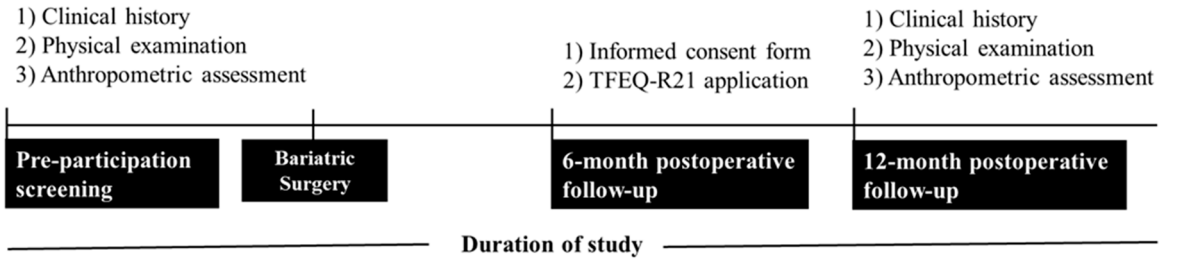 1) Clinical history
2) Physical examination
3) Anthropometric assessment
1) Informed consent form
2) TFEQ-R21 application
1) Clinical history
2) Physical examination
3) Anthropometric assessment
Pre-participation
screening
Bariatric
Surgery
6-month postoperative
follow-up
12-month postoperative
follow-up
Duration of study